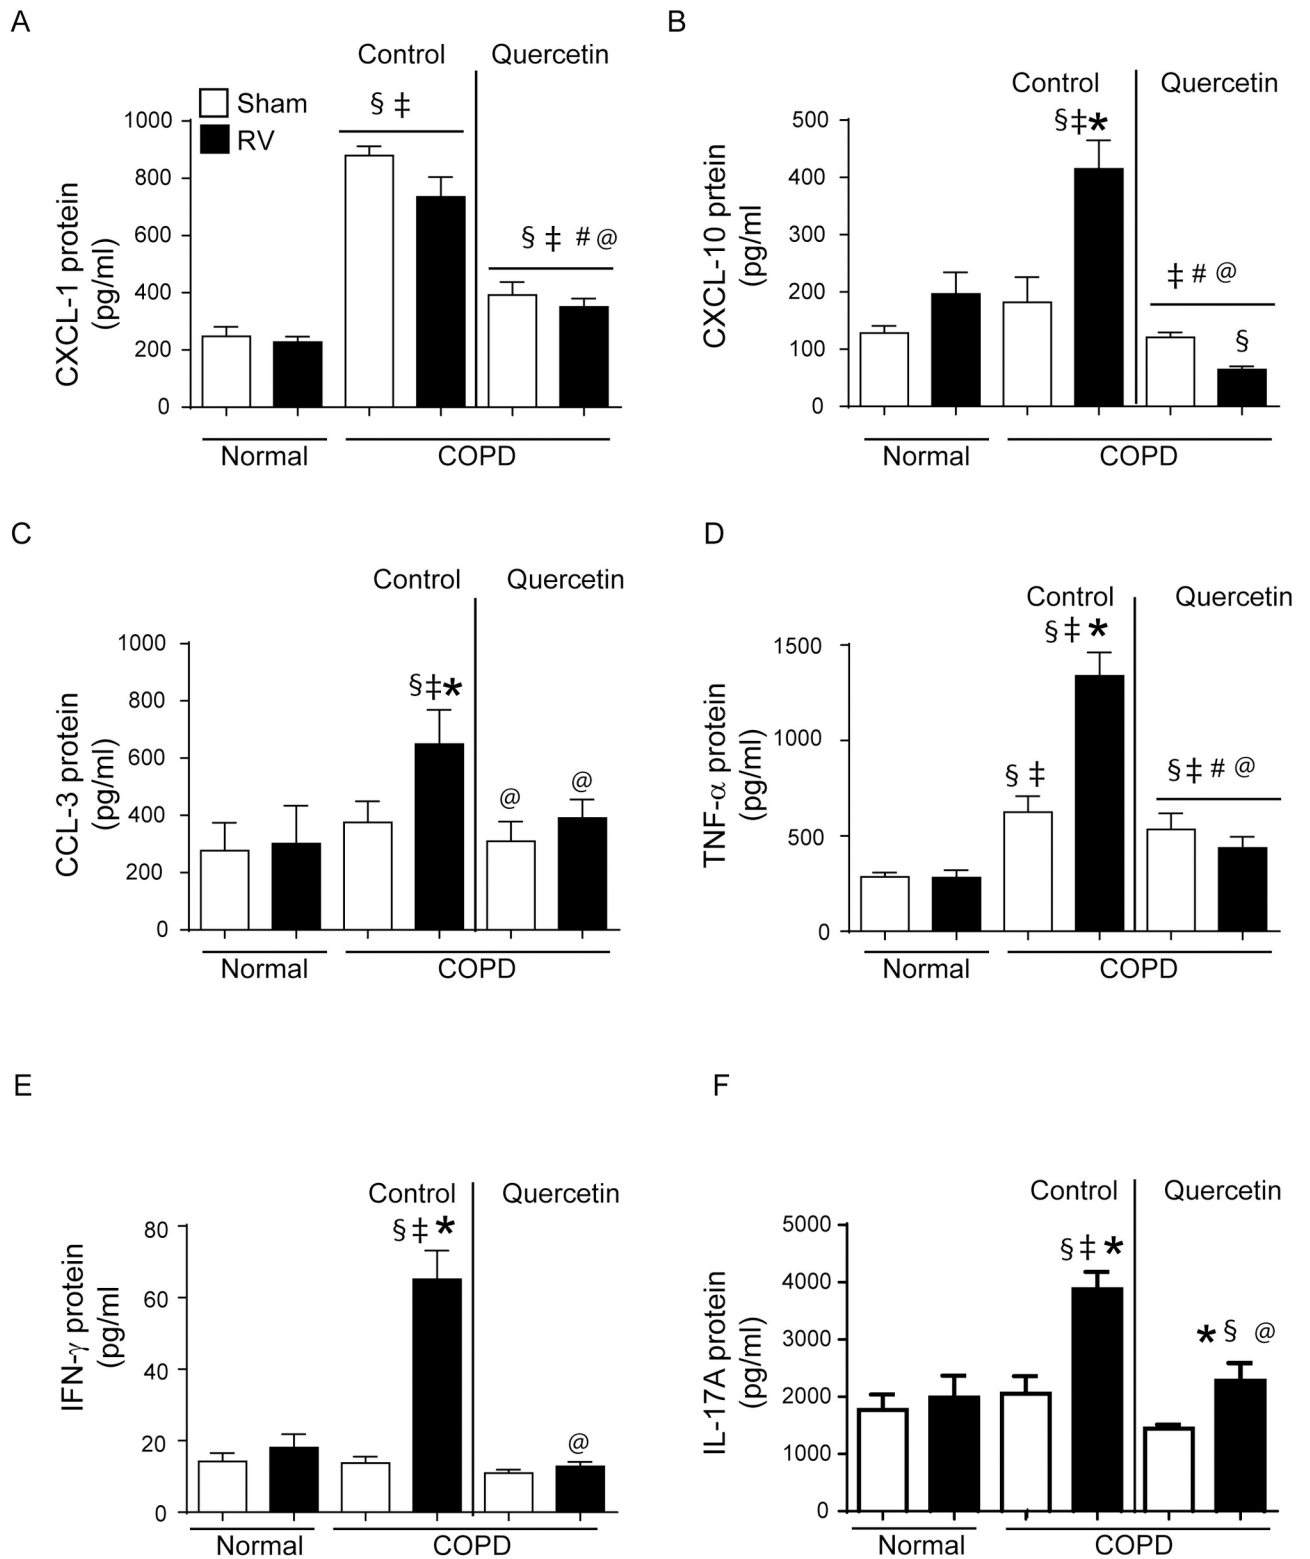 A
Control Quercetin
§ ‡
Sham
RV
§ ‡ # @
CXCL-1 protein
(pg/ml)
1000
800
600
400
200
0
Normal COPD
B
Control Quercetin
§‡*
‡ # @
§
CXCL-10 prtein
(pg/ml
500
400
300
200
100
0
Normal COPD
C
Control Quercetin
§‡*
@ @
CCL-3 protein
(pg/ml)
1000
800
600
400
200
0
Normal COPD
D
Control Quercetin
§ ‡ *
§ ‡
§ ‡ # @
TNF-α protein
(pg/ml)
1500
1000
500
0
Normal COPD
E
Control Quercetin
§ ‡ *
@
IFN-γ protein
(pg/ml
80
60
40
20
0
Normal COPD
F
Control Quercetin
§ ‡ *
* § @
IL-17A protein
(pg/ml)
5000
4000
3000
2000
1000
0
Normal COPD